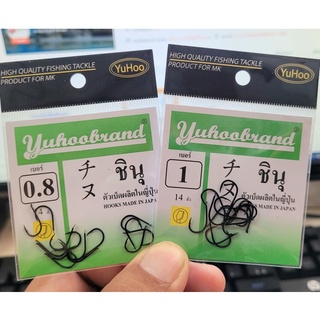 HIGH QUALITY FISHING TACKLE
PRODUCT FOR MK
YuHoo
Yuhoobrand
เบอร์
0.8
チヌ
ชินุ
ตัวเบ็ดผลิตในญี่ปุ่น
HOOKS MADE IN JAPAN
HIGH QUALITY FISHING TACKLE
PRODUCT FOR MK
YuHoo
Yuhoobrand
เบอร์
1
14 ตัว
チヌ
ชินุ
ตัวเบ็ดผลิตในญี่ปุ่น
HOOKS MADE IN JAPAN